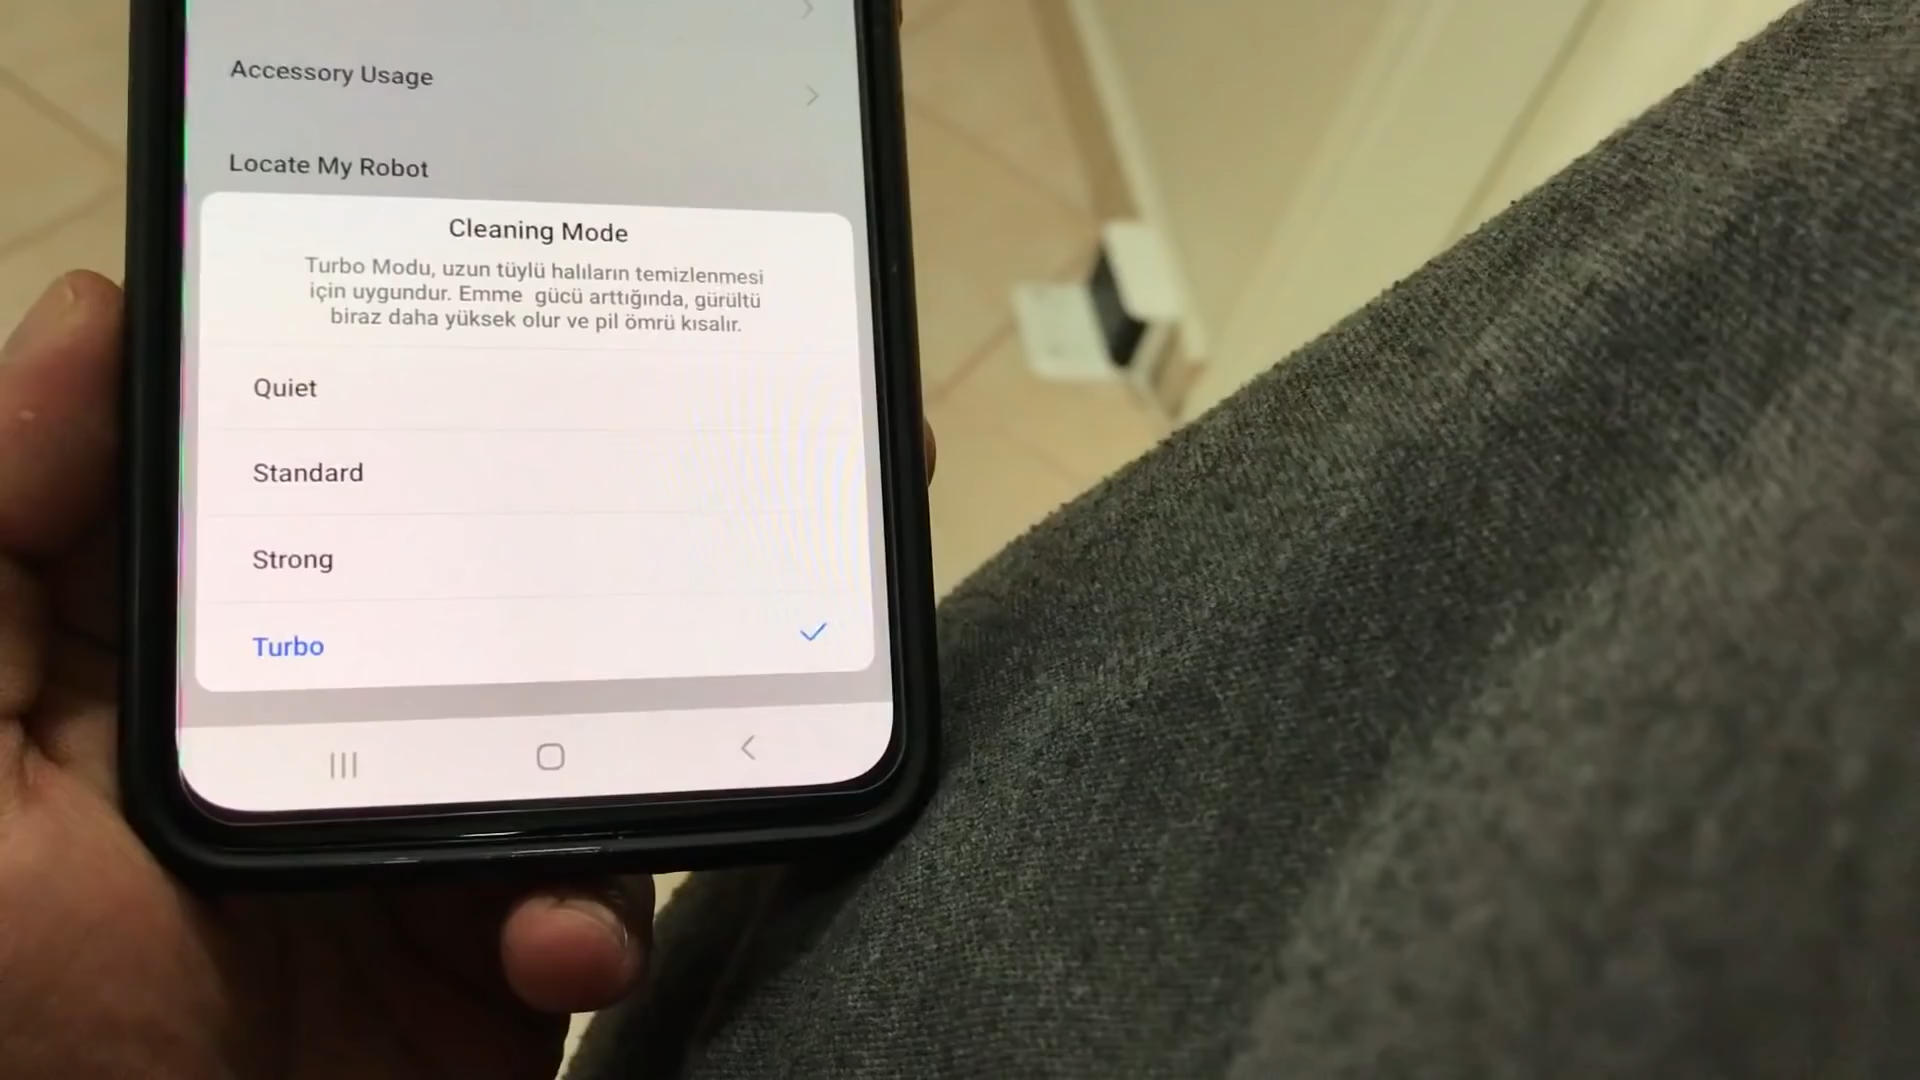 Accessory Usage
Locate My Robot
Cleaning Mode
Turbo Modu, uzun tüylü halıların temizlenmesi
için uygundur. Emme gücü arttığında, gürültü
biraz daha yüksek olur ve pil ömrü kısalır.
Quiet
Standard
Strong
Turbo